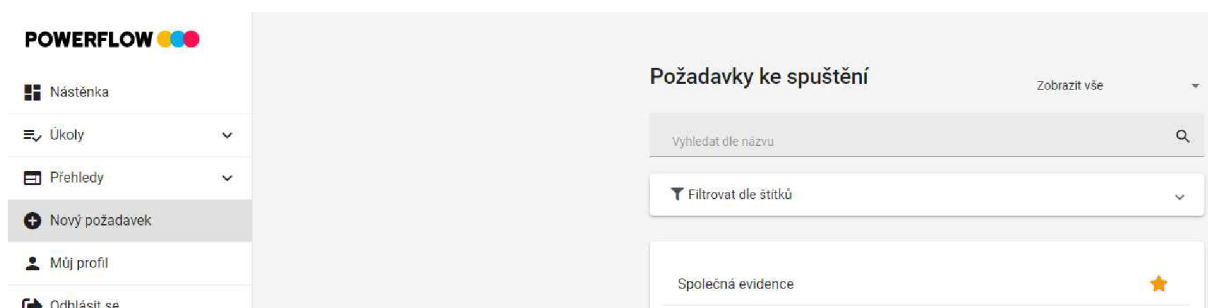 POWERFLOW
Nástěnka
Úkoly
Přehledy
Nový požadavek
Můj profil
Odhlásit se
Požadavky ke spuštění
Zobrazit vše
Vyhledat dle názvu
Filtrovat dle štítků
Společná evidence